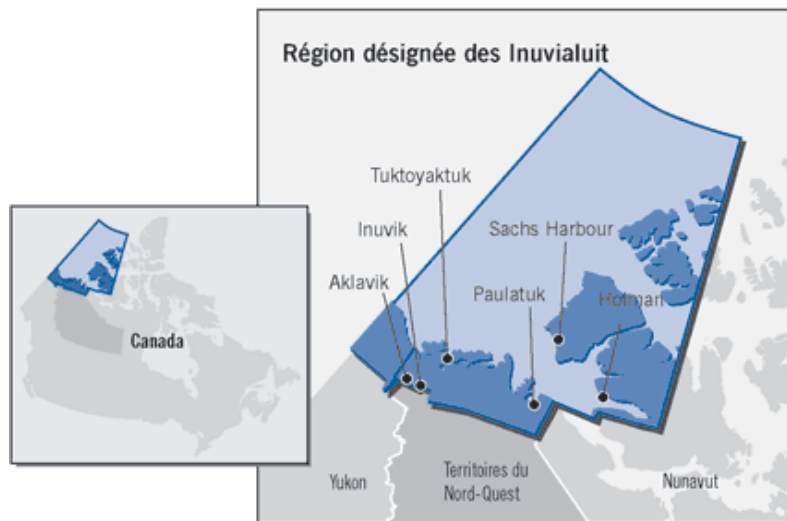 Région désignée des Inuvialuit
Tuktoyaktuk
Inuvik
Sachs Harbour
Aklavik
Paulatuk
Holman
Canada
Yukon
Territoires du
Nord-Quest
Nunavut